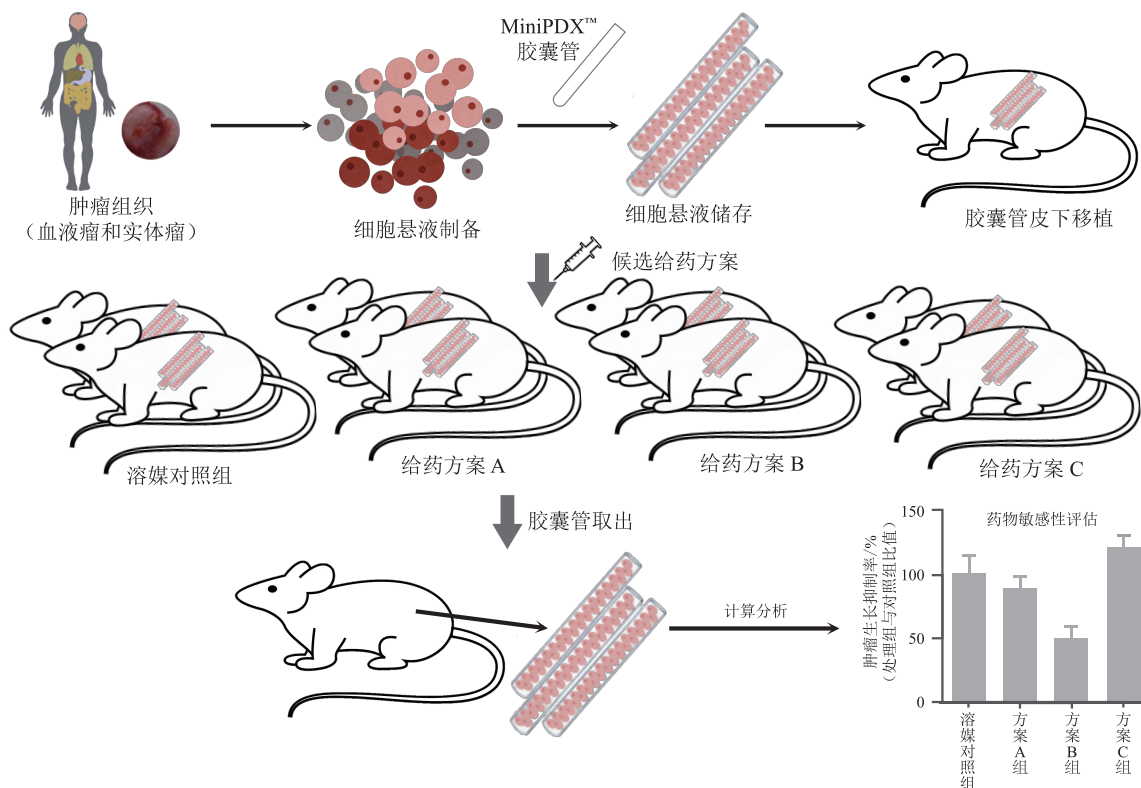 MiniPDX™
胶囊管
肿瘤组织
（血液瘤和实体瘤）
细胞悬液制备
细胞悬液储存
胶囊管皮下移植
候选给药方案
溶媒对照组
给药方案 A
给药方案 B
给药方案 C
胶囊管取出
计算分析
药物敏感性评估
肿瘤生长抑制率/%
（处理组与对照组比值）
150
100
50
0
溶媒对照组
方案A组
方案B组
方案C组